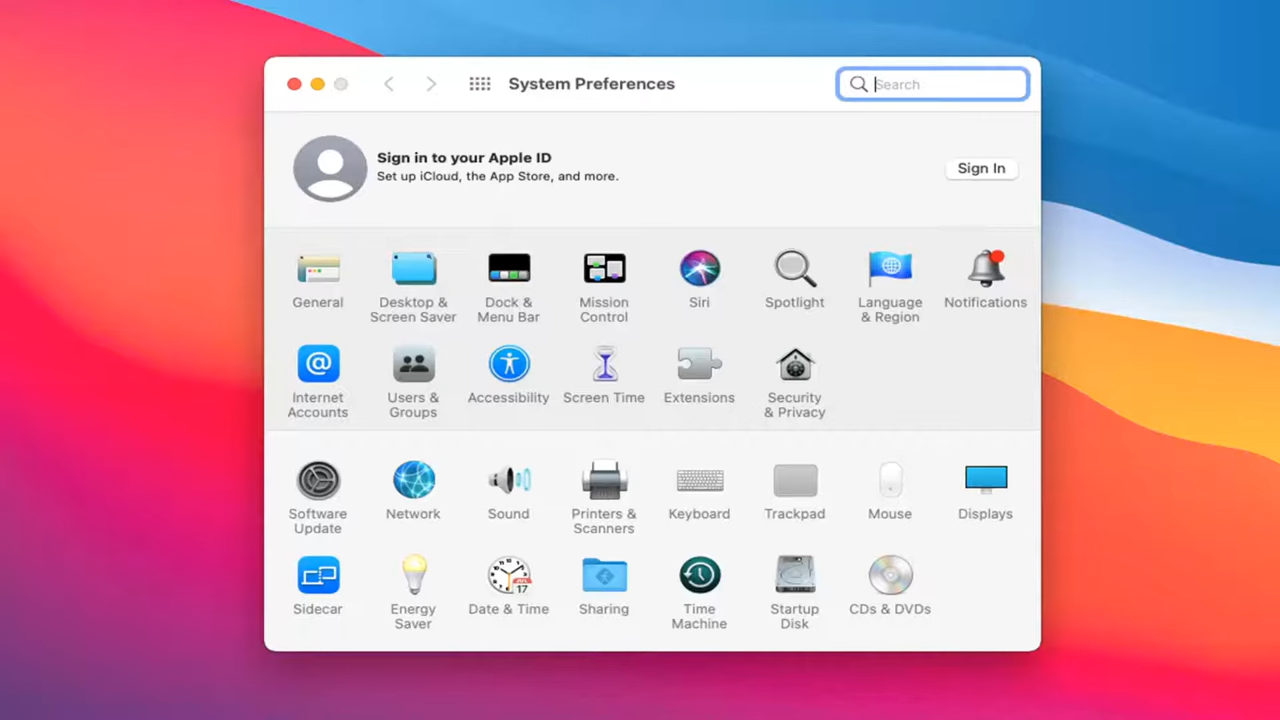 System Preferences
Search
Sign in to your Apple ID
Set up iCloud, the App Store, and more.
Sign In
General
Desktop &
Screen Saver
Dock &
Menu Bar
Mission
Control
Siri
Spotlight
Language
& Region
Notifications
Internet
Accounts
Users &
Groups
Accessibility
Screen Time
Extensions
Security
& Privacy
Software
Update
Network
Sound
Printers &
Scanners
Keyboard
Trackpad
Mouse
Displays
Sidecar
Energy
Saver
17
Date & Time
Sharing
Time
Machine
Startup
Disk
CDs & DVDs